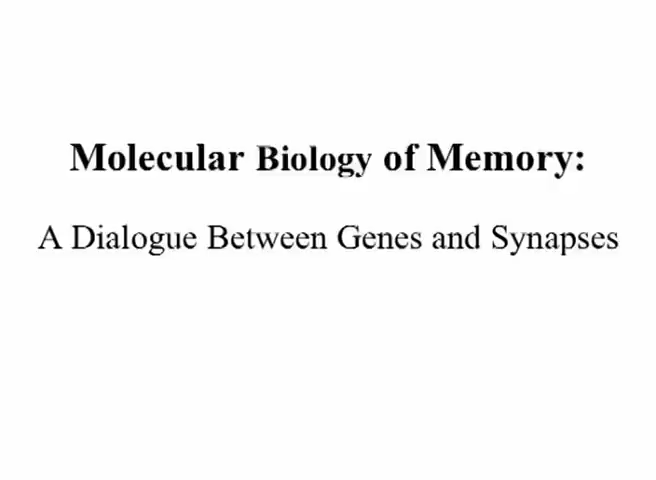 Molecular Biology of Memory:
A Dialogue Between Genes and Synapses